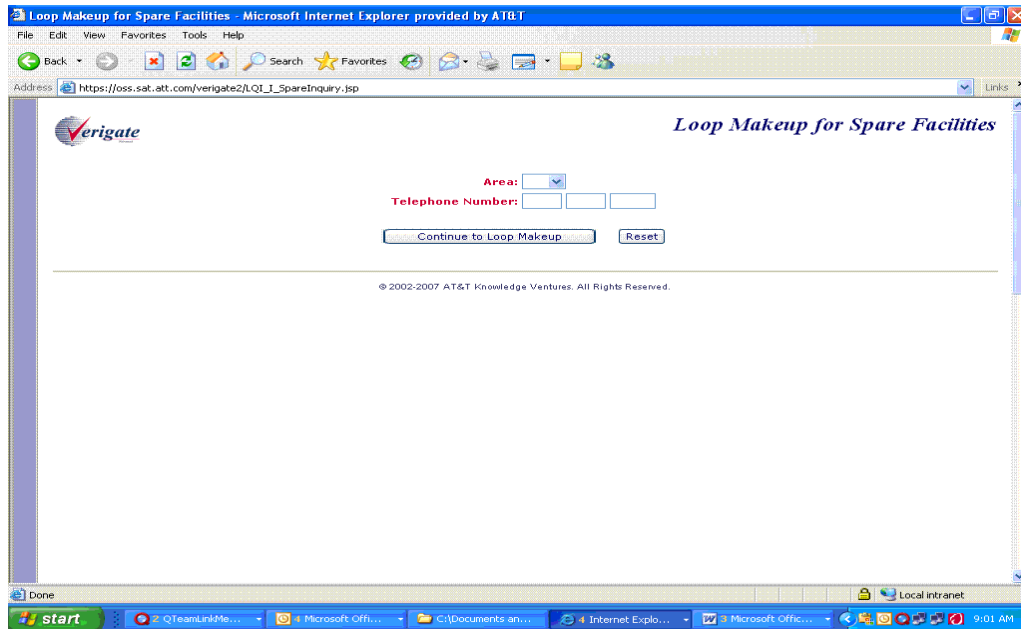 Loop Makeup for Spare Facilities - Microsoft Internet Explorer provided by AT&T
File Edit View Favorites Tools Help
Back Search Favorites
Address https://oss.sat.att.com/verigate2/LQI_I_SpareInquiry.jsp Links
Verigate
Loop Makeup for Spare Facilities
Area:
Telephone Number:
Continue to Loop Makeup Reset
© 2002-2007 AT&T Knowledge Ventures. All Rights Reserved.
Done Local intranet
start 2 QTeamLinkMe... 4 Microsoft Offi... C:\Documents an... 4 Internet Explo... 3 Microsoft Offic... 9:01 AM